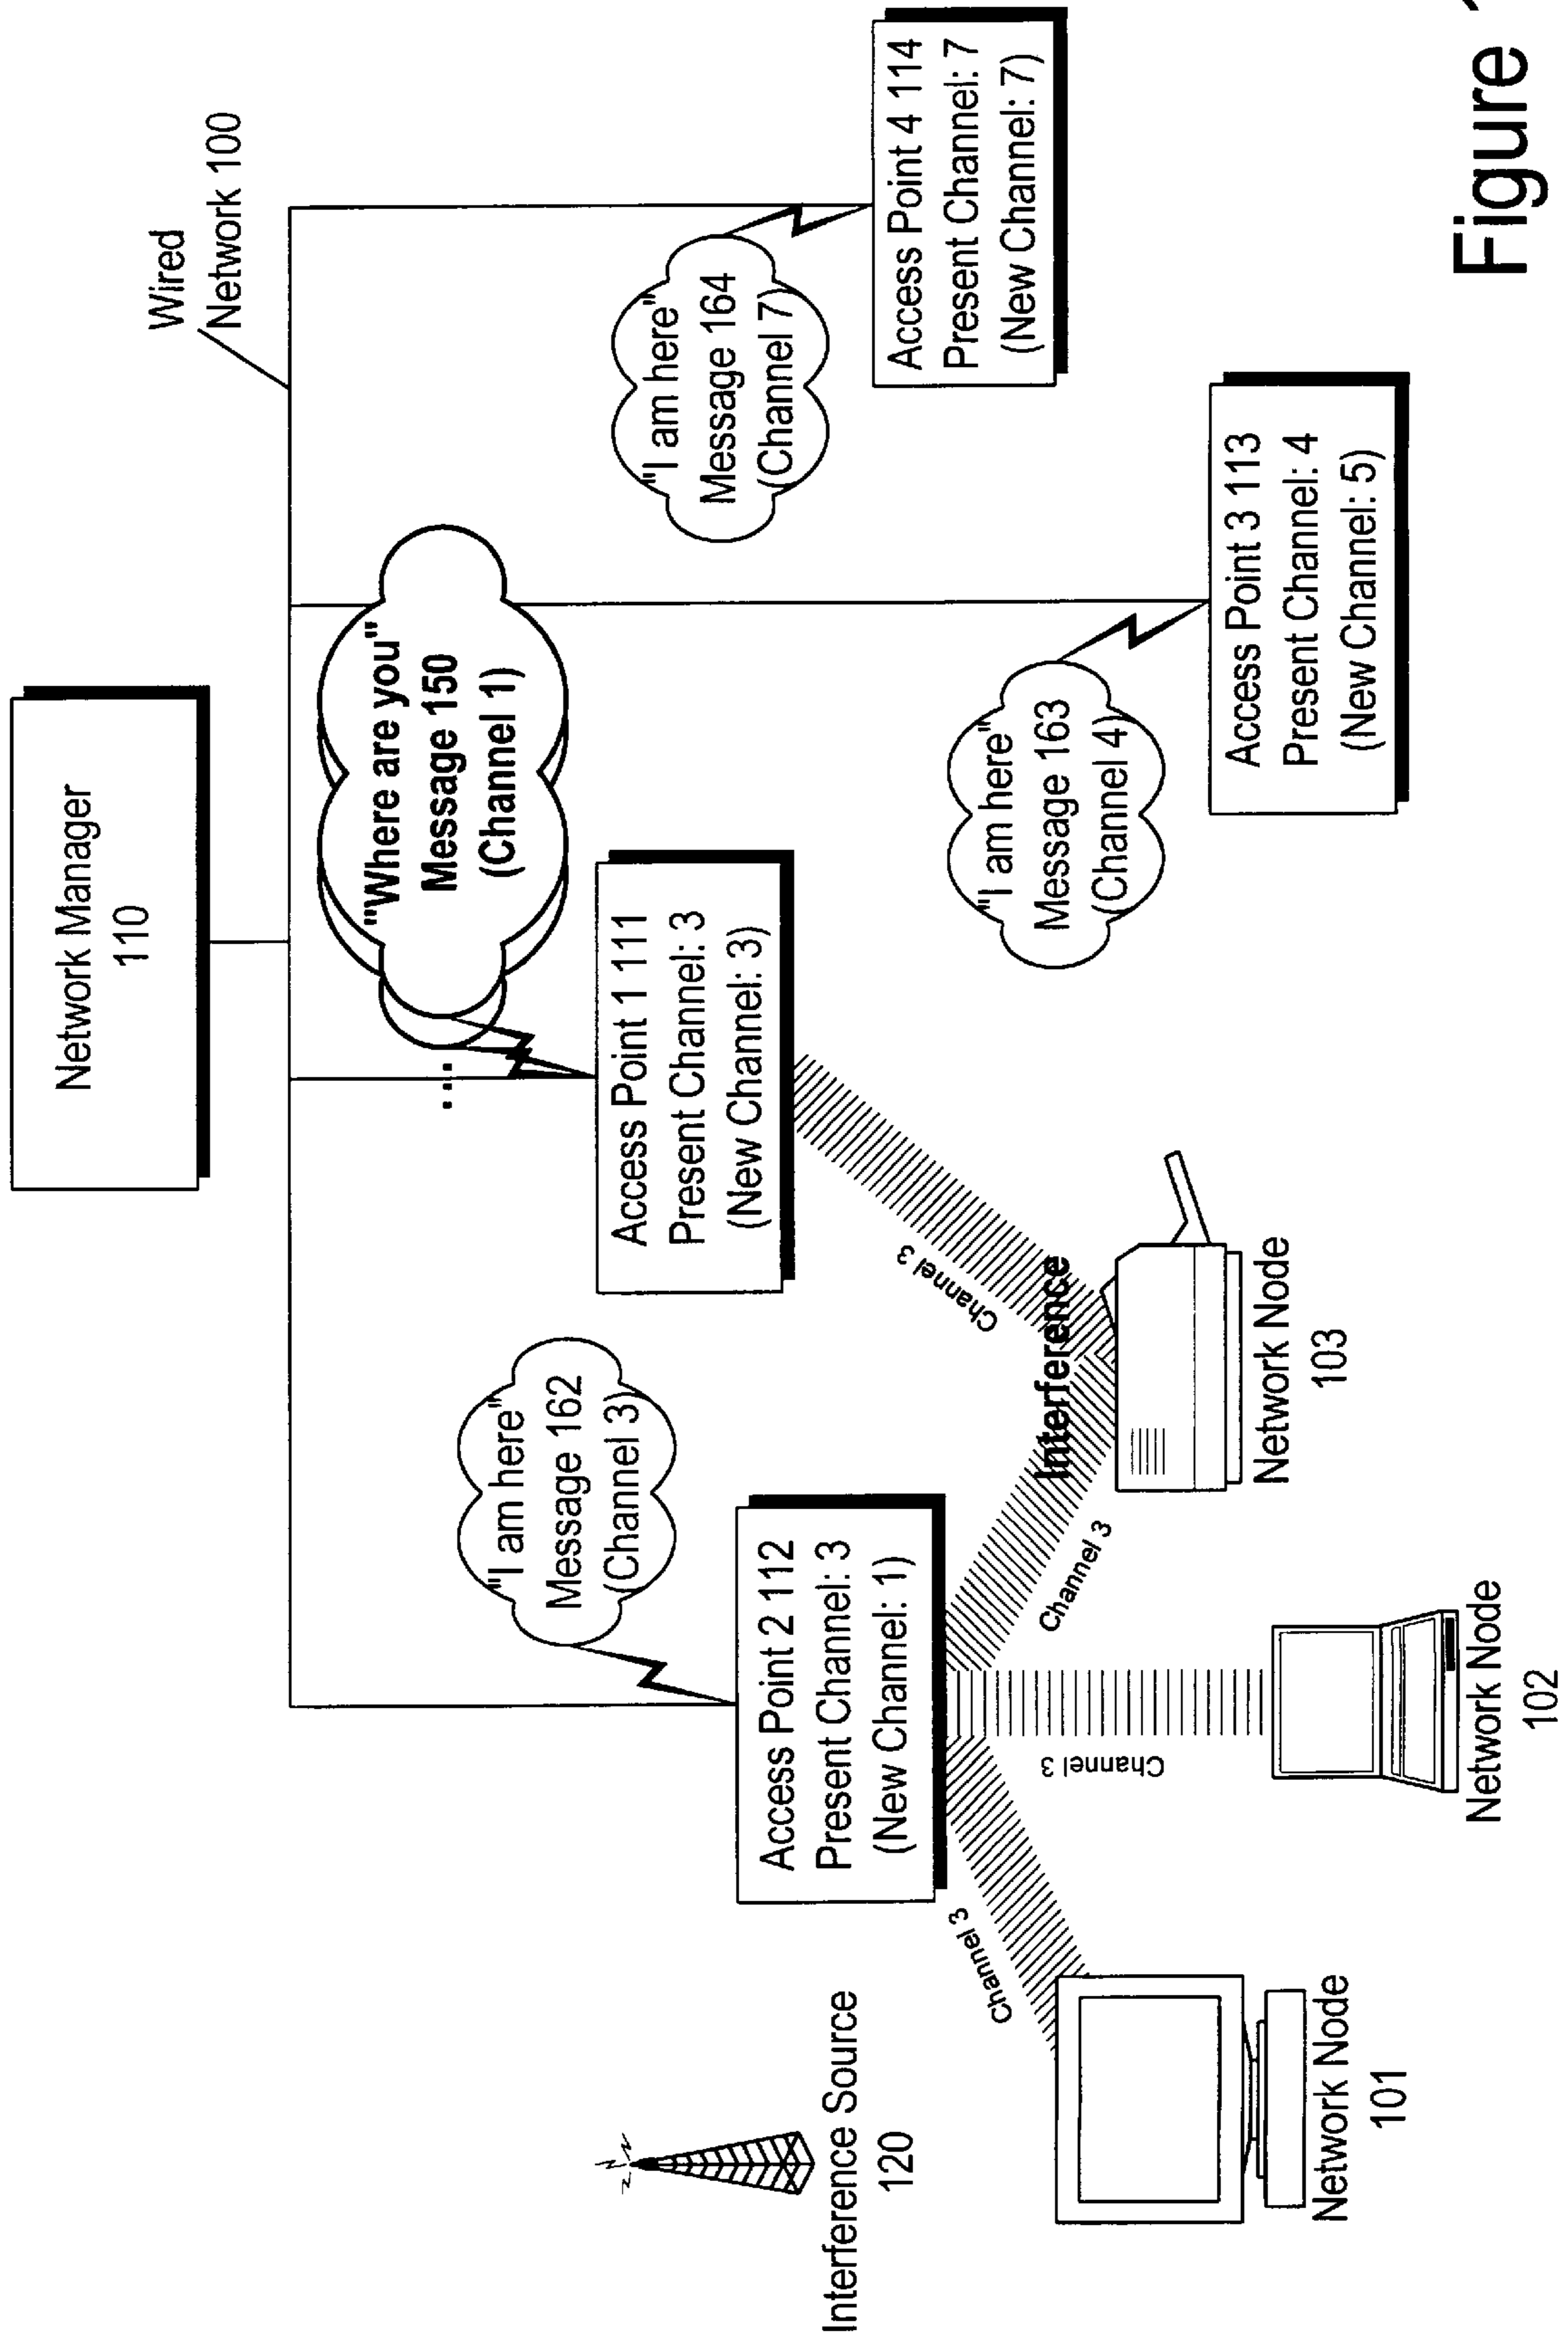 Network Manager
110
Wired
Network 100
"Where are you"
Message 150
(Channel 1)
....
"I am here"
Message 162
(Channel 3)
"I am here"
Message 164
(Channel 7)
Access Point 1 111
Present Channel: 3
(New Channel: 3)
Access Point 2 112
Present Channel: 3
(New Channel: 1)
Access Point 4 114
Present Channel: 7
(New Channel: 7)
"I am here"
Message 163
(Channel 4)
Access Point 3 113
Present Channel: 4
(New Channel: 5)
Interference Source
120
Channel 3
Channel 3
Channel 3
Channel 3
Interference
Network Node
101
Network Node
102
Network Node
103
Figure